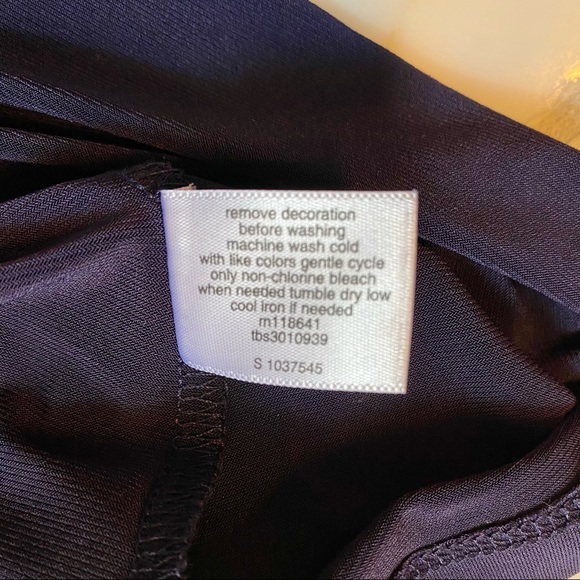 remove decoration
before washing
machine wash cold
with like colors gentle cycle
only non-chlorine bleach
when needed tumble dry low
cool iron if needed
rn118641
tbs3010939
S 1037545